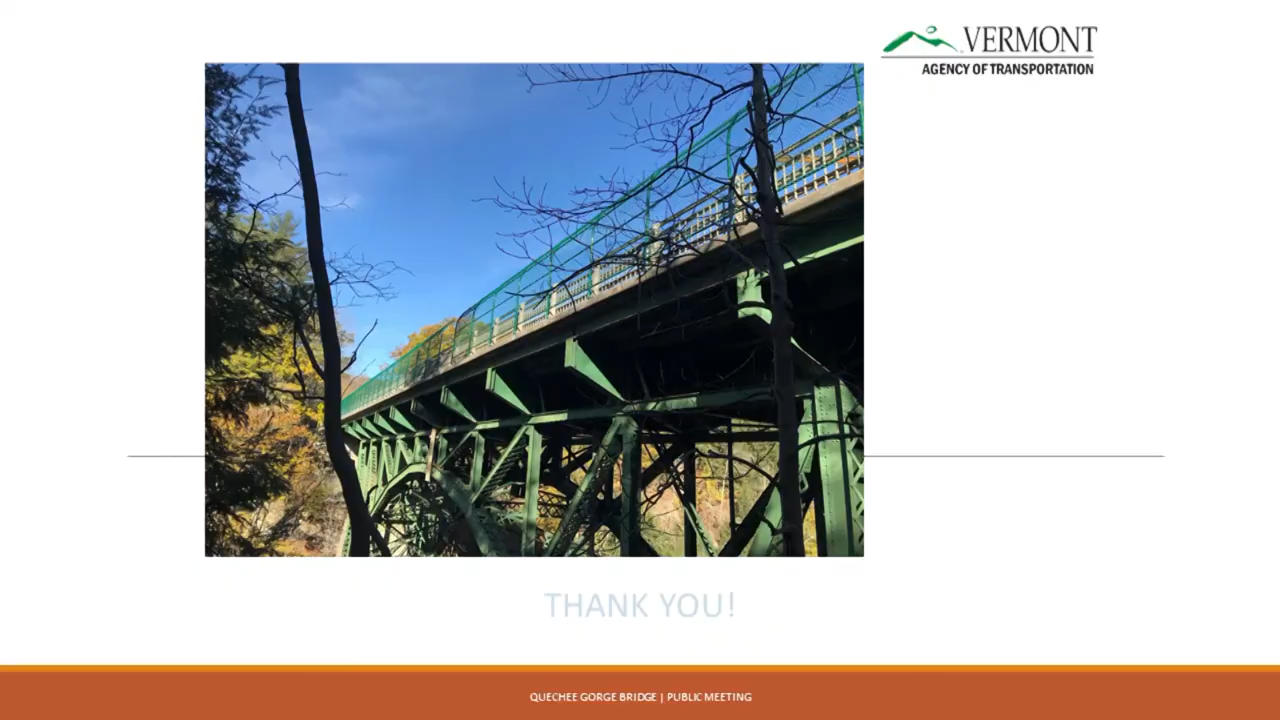 VERMONT
AGENCY OF TRANSPORTATION
THANK YOU!
QUECHEE GORGE BRIDGE | PUBLIC MEETING